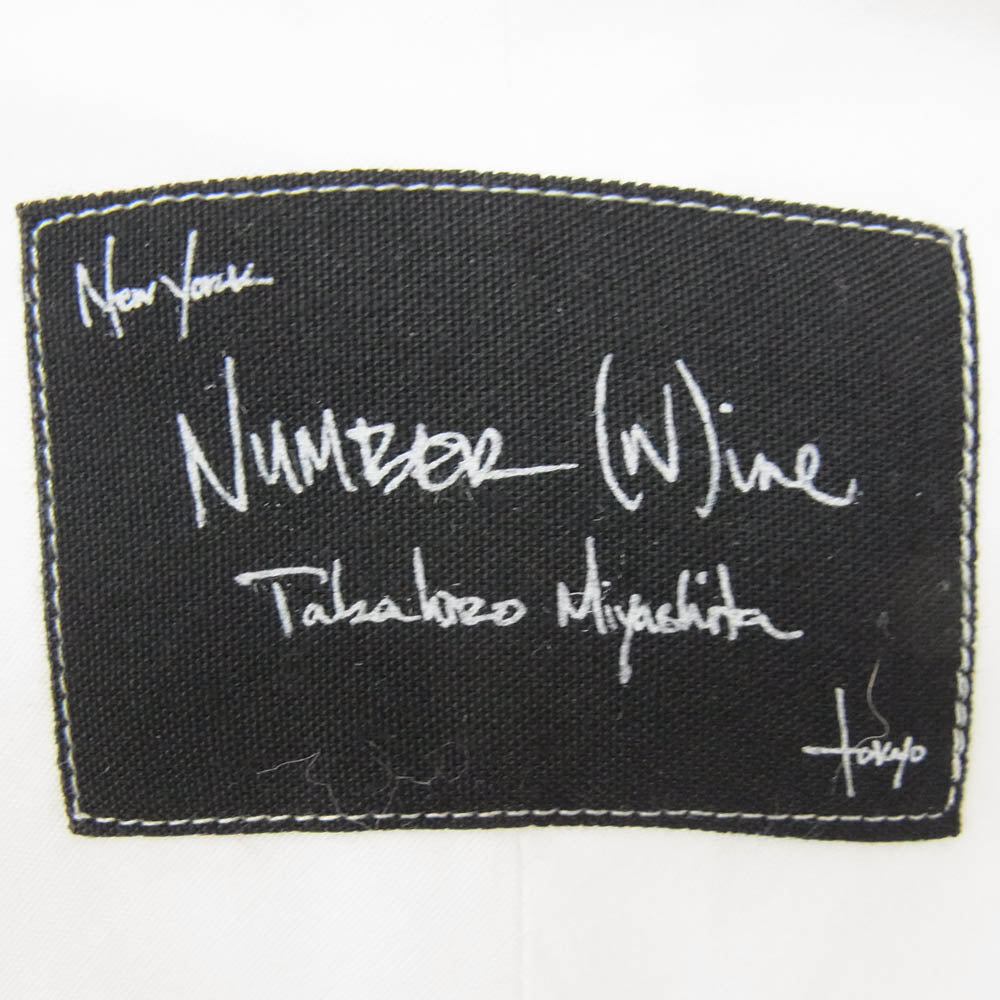 New York
NUMBER (N)ine
Takahiro Miyashita
tokyo